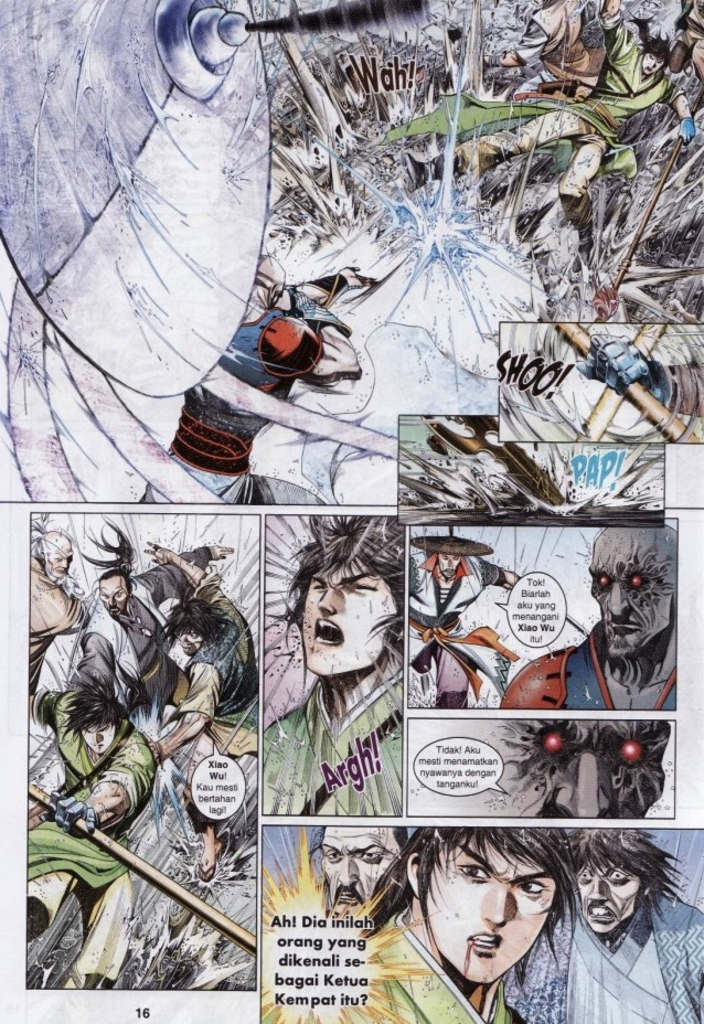 Wah!
SHOO!
PAP!
Xiao
Wu!
Kau mesti
bertahan
lagi!
Argh!
Tok!
Biarlah
aku yang
menangani
Xiao Wu
itu!
Tidak! Aku
mesti menamatkan
nyawanya dengan
tanganku!
Ah! Dia inilah
orang yang
dikenali se-
bagai Ketua
Kempat itu?
16